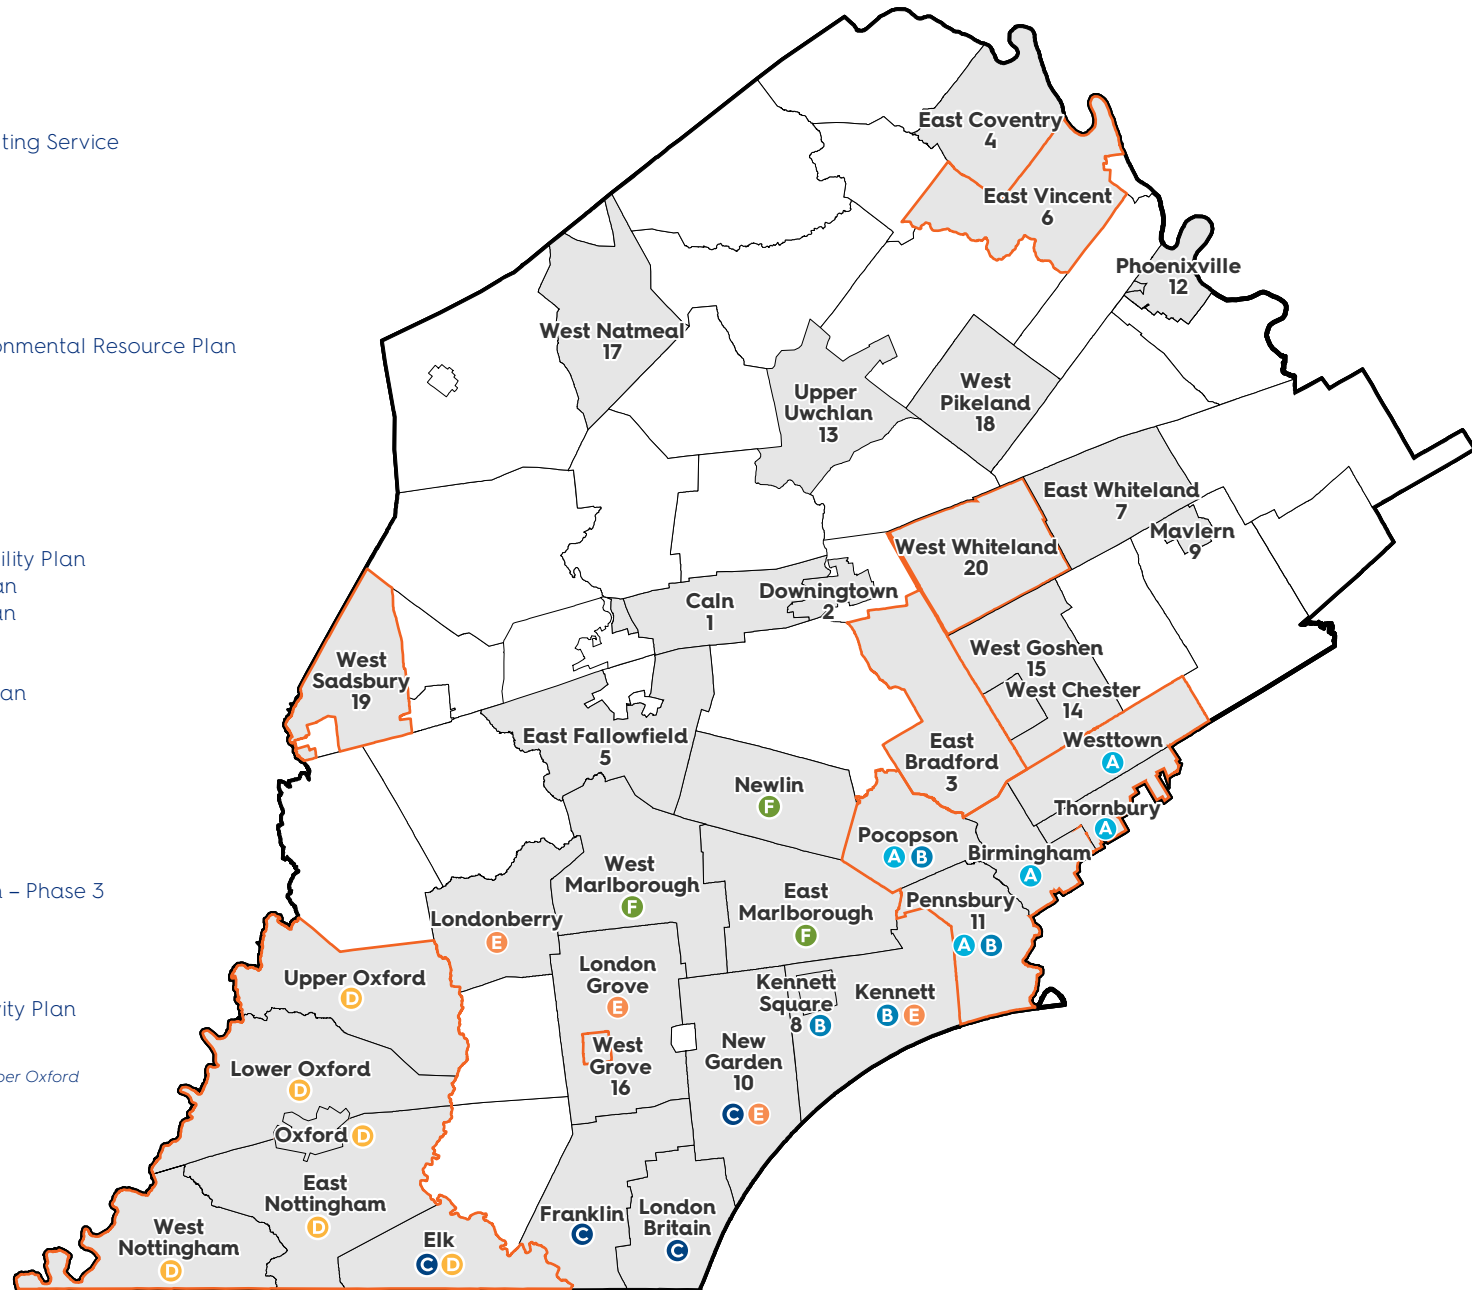 ting Service
onmental Resource Plan
ility Plan
an
an
lan
n – Phase 3
vity Plan
per Oxford
East Coventry
4
East Vincent
6
Phoenixville
12
West Natmeal
17
Upper
Uwchlan
13
West
Pikeland
18
East Whiteland
7
Mavlern
9
West Whiteland
20
Caln
1
Downingtown
2
West Goshen
15
West Chester
14
West
Sadsbury
19
East Fallowfield
5
East
Bradford
3
Westtown
A
Newlin
F
Thornbury
A
Pocopson
A B
Birmingham
A
West
Marlborough
F
East
Marlborough
F
Pennsbury
11
A B
Londonberry
E
London
Grove
E
West
Grove
16
Kennett
Square
8 B
Kennett
B E
New
Garden
10
C E
Upper Oxford
D
Lower Oxford
D
Oxford D
East
Nottingham
D
West
Nottingham
D
Elk
C D
Franklin
C
London
Britain
C